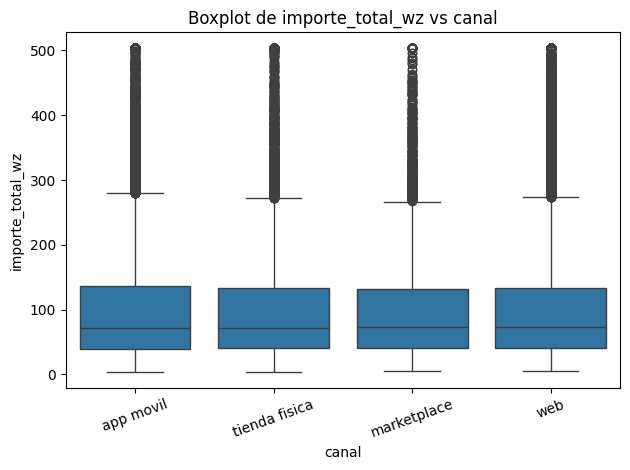 Boxplot de importe_total_wz vs canal
importe_total_wz
500
400
300
200
100
0
app movil
tienda fisica
marketplace
web
canal